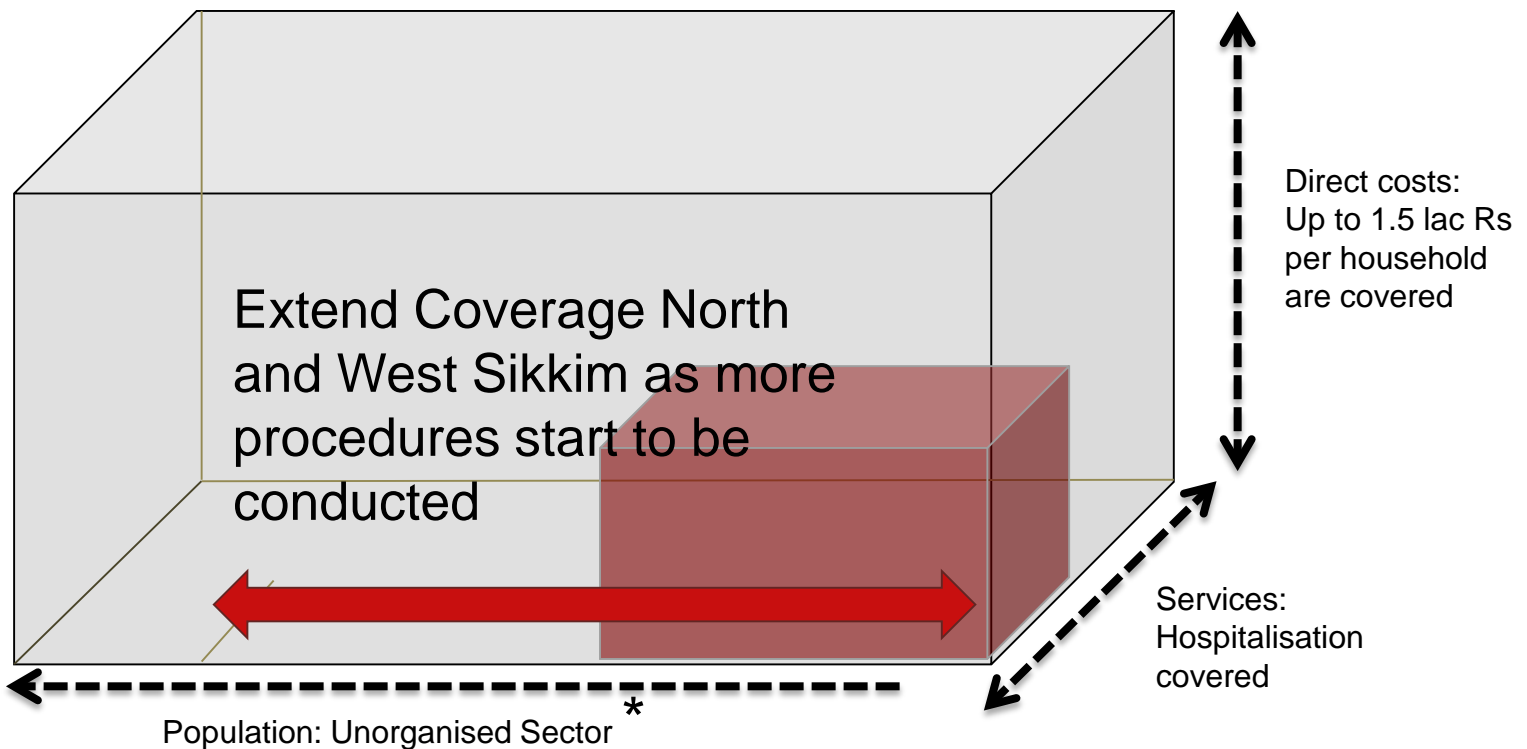 Extend Coverage North
and West Sikkim as more
procedures start to be
conducted
Direct costs:
Up to 1.5 lac Rs
per household
are covered
Services:
Hospitalisation
covered
Population: Unorganised Sector *